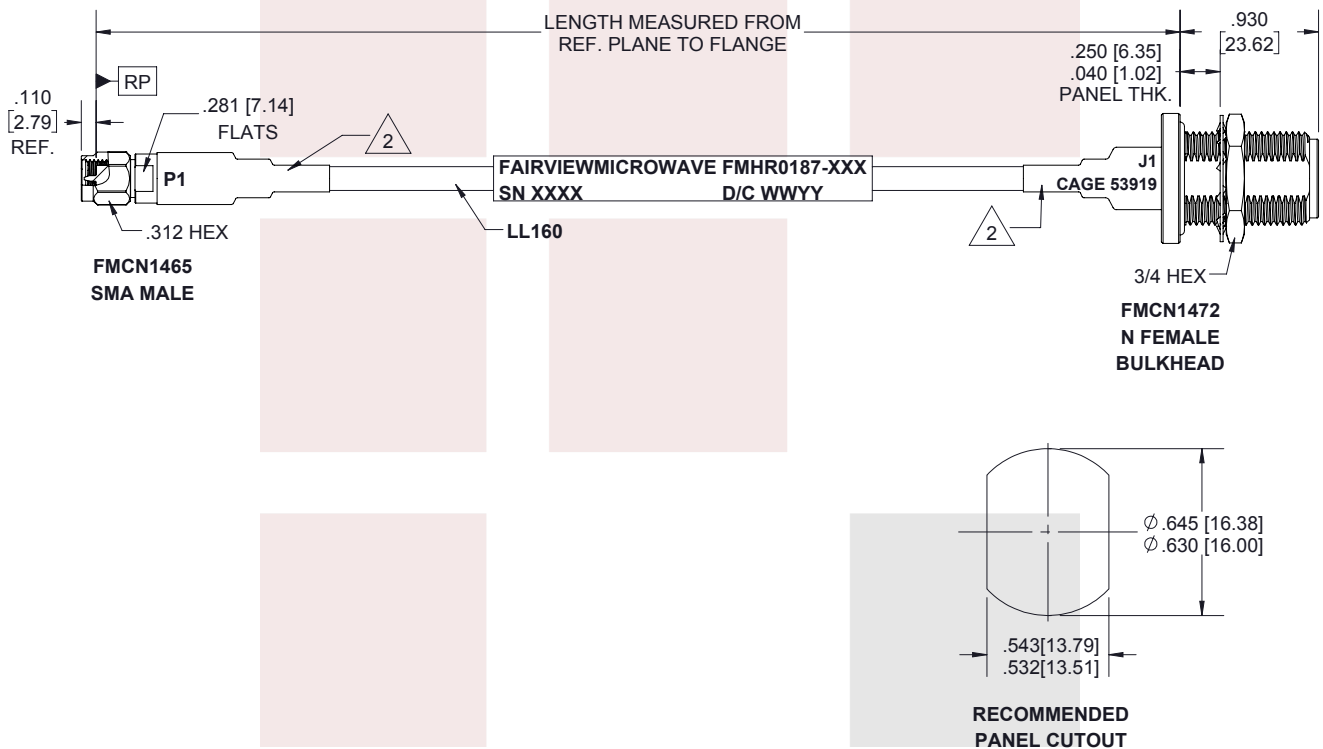 LENGTH MEASURED FROM
REF. PLANE TO FLANGE
.930
[23.62]
.250 [6.35]
.040 [1.02]
PANEL THK.
RP
.110
[2.79]
REF.
.281 [7.14]
FLATS
2
P1
FAIRVIEWMICROWAVE FMHR0187-XXX
SN XXXX D/C WWYY
J1
CAGE 53919
.312 HEX
LL160
2
3/4 HEX
FMCN1465
SMA MALE
FMCN1472
N FEMALE
BULKHEAD
Ø .645 [16.38]
Ø .630 [16.00]
.543[13.79]
.532[13.51]
RECOMMENDED
PANEL CUTOUT